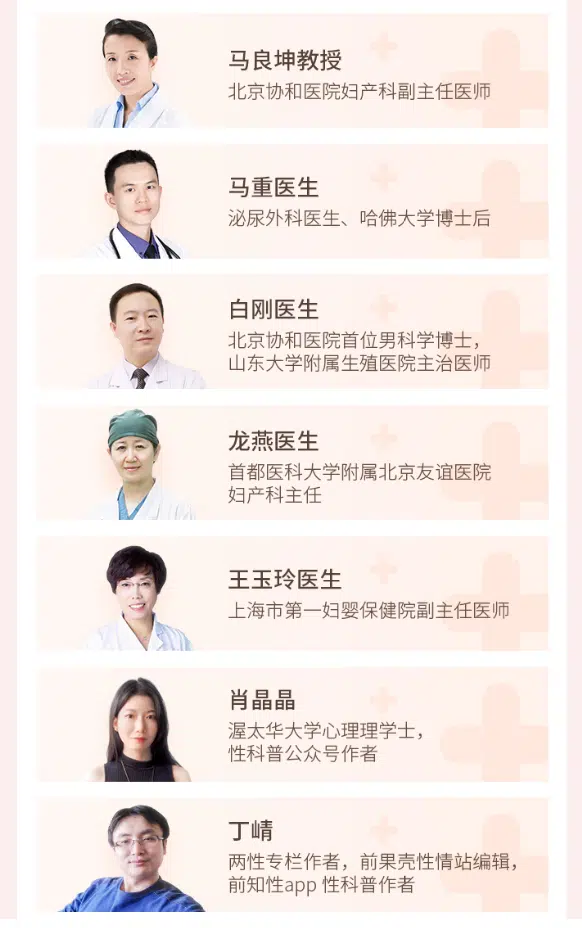 马良坤教授
北京协和医院妇产科副主任医师
马重医生
泌尿外科医生、哈佛大学博士后
白刚医生
北京协和医院首位男科学博士，
山东大学附属生殖医院主治医师
龙燕医生
首都医科大学附属北京友谊医院
妇产科主任
王玉玲医生
上海市第一妇婴保健院副主任医师
肖晶晶
渥太华大学心理理学士，
性科普公众号作者
丁崝
两性专栏作者，前果壳性情站编辑，
前知性app 性科普作者